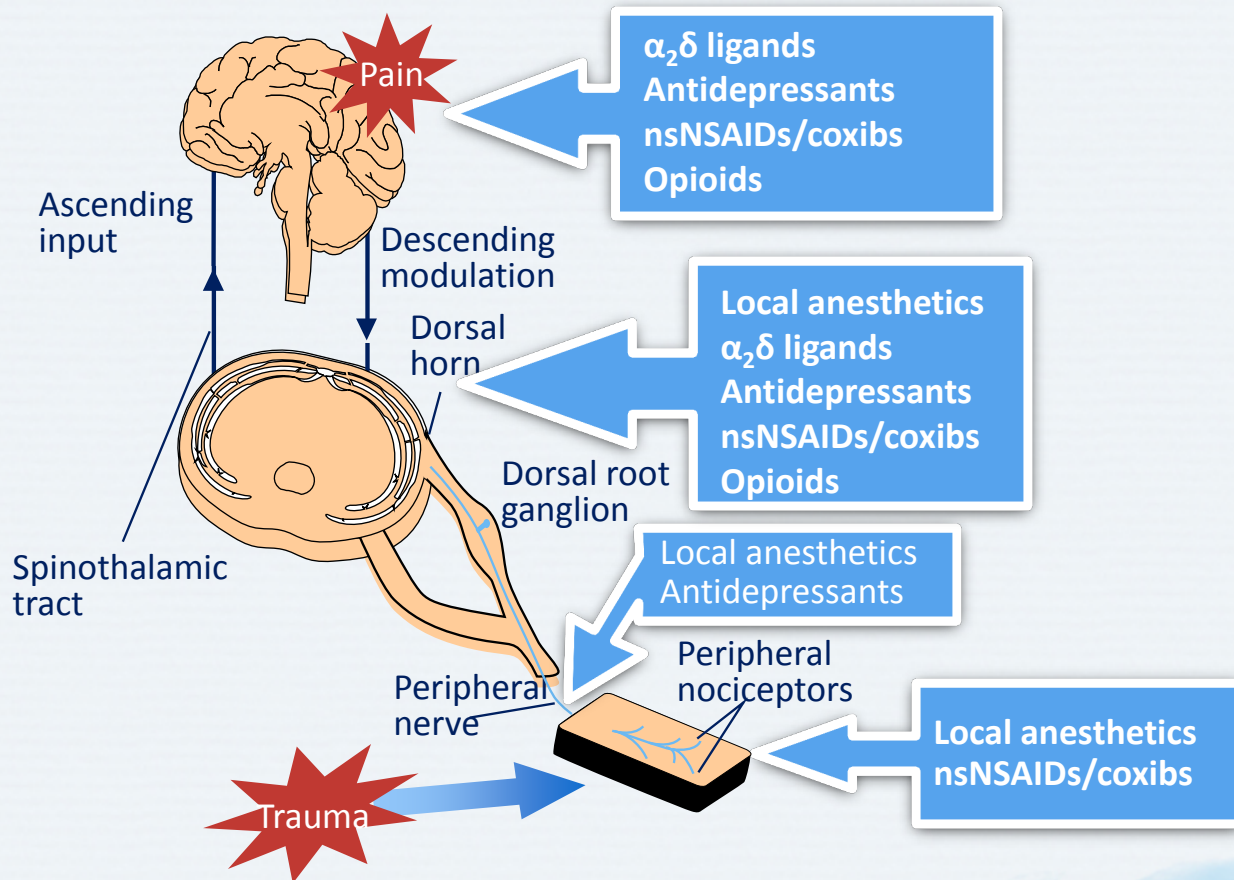 Pain
α₂δ ligands
Antidepressants
nsNSAIDs/coxibs
Opioids
Ascending
input
Descending
modulation
Dorsal
horn
Local anesthetics
α₂δ ligands
Antidepressants
nsNSAIDs/coxibs
Opioids
Dorsal root
ganglion
Spinothalamic
tract
Local anesthetics
Antidepressants
Peripheral
nociceptors
Peripheral
nerve
Local anesthetics
nsNSAIDs/coxibs
Trauma